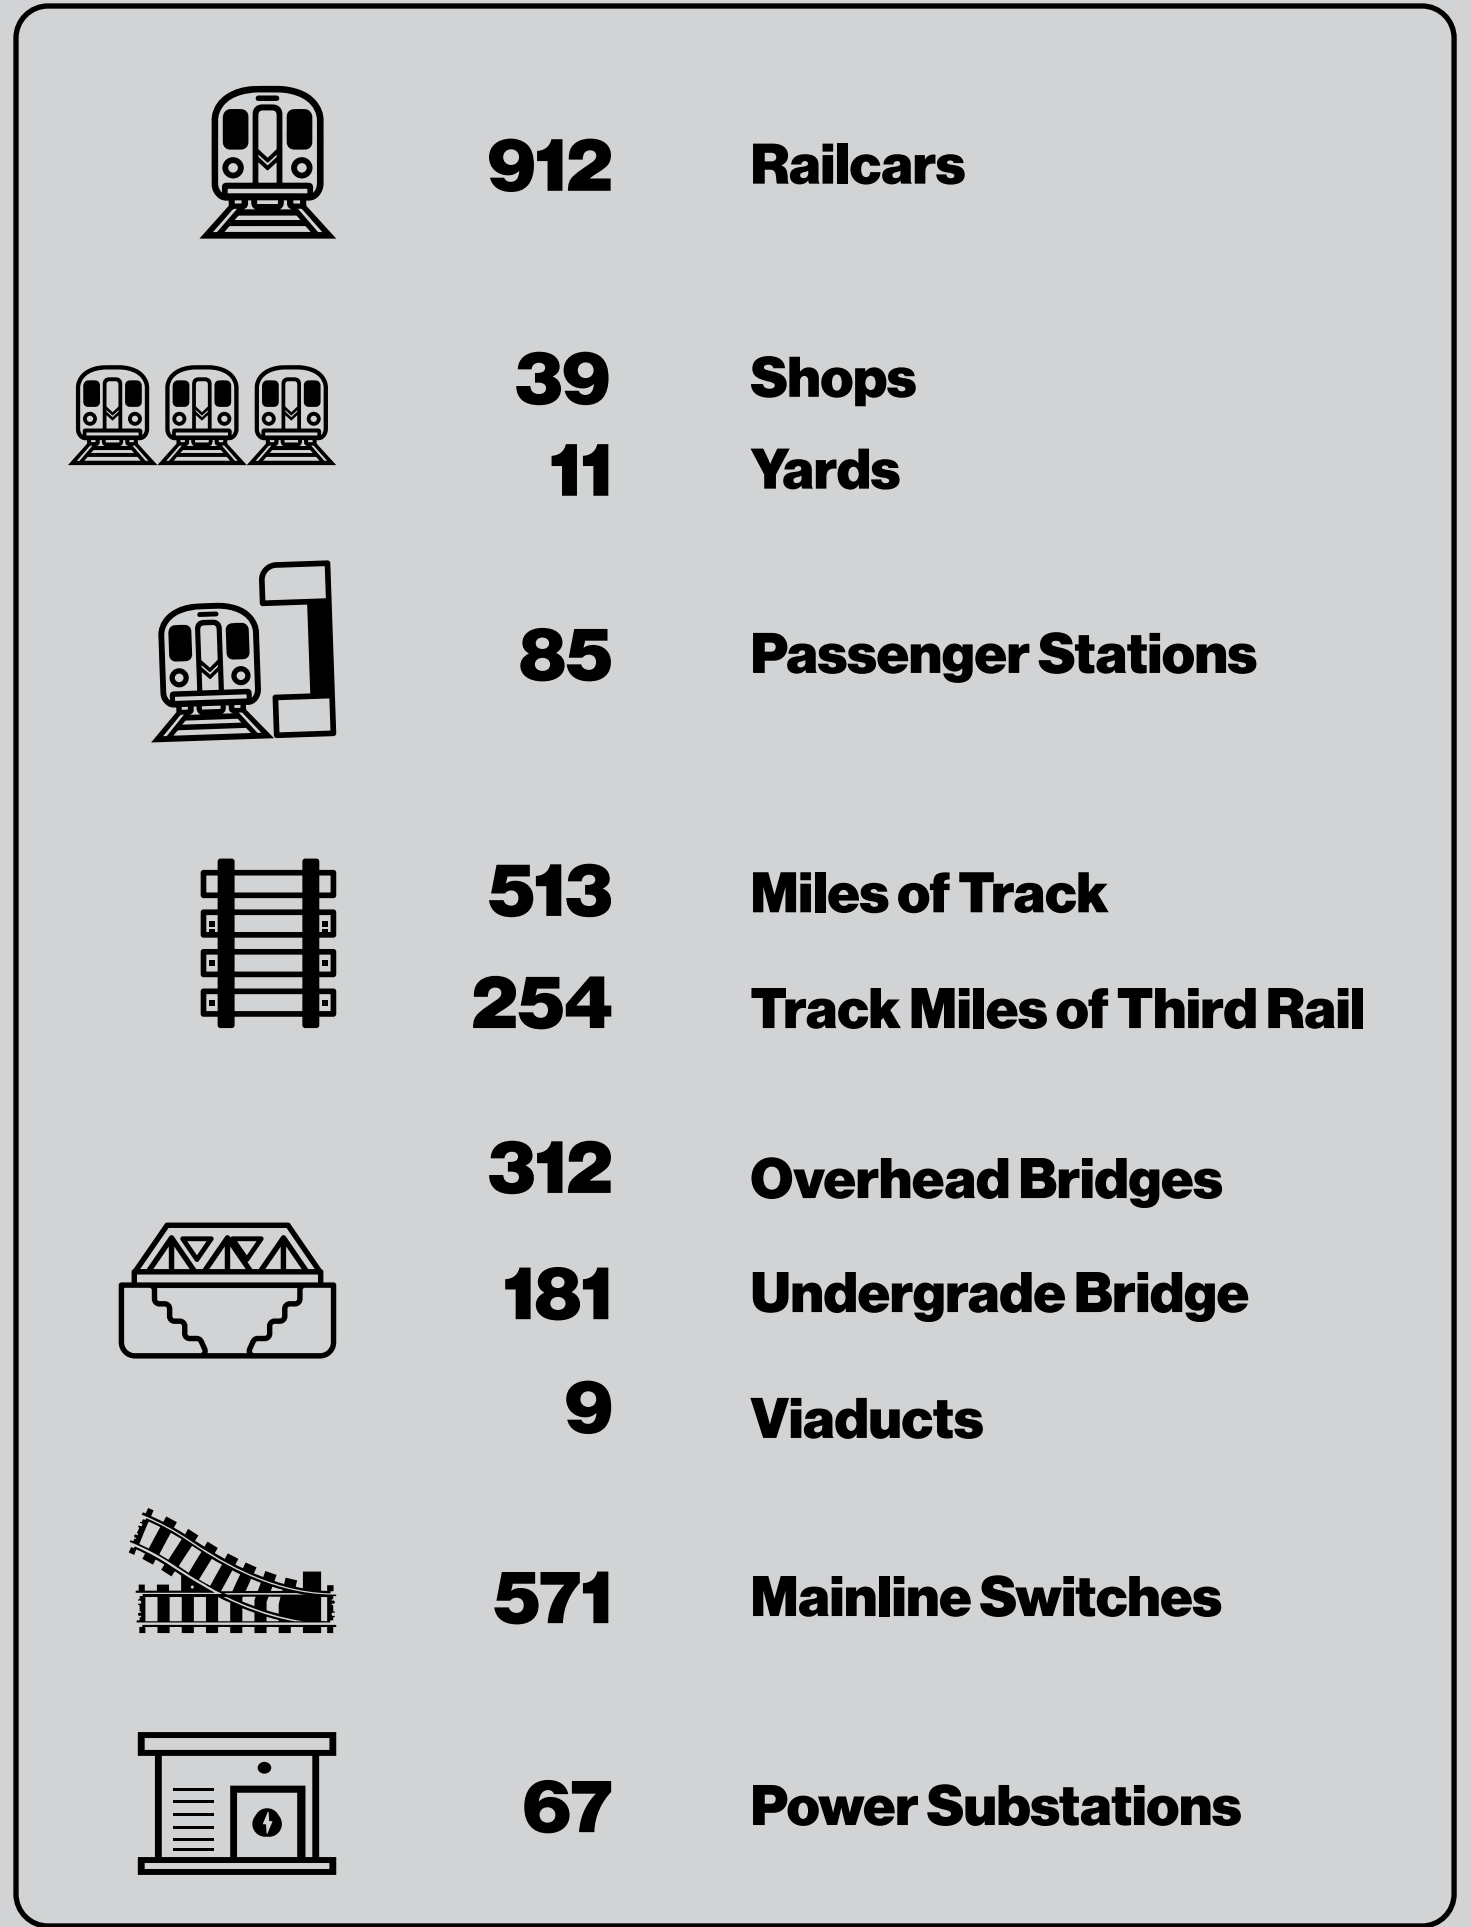 912 Railcars
39 Shops
11 Yards
85 Passenger Stations
513 Miles of Track
254 Track Miles of Third Rail
312 Overhead Bridges
181 Undergrade Bridge
9 Viaducts
571 Mainline Switches
67 Power Substations